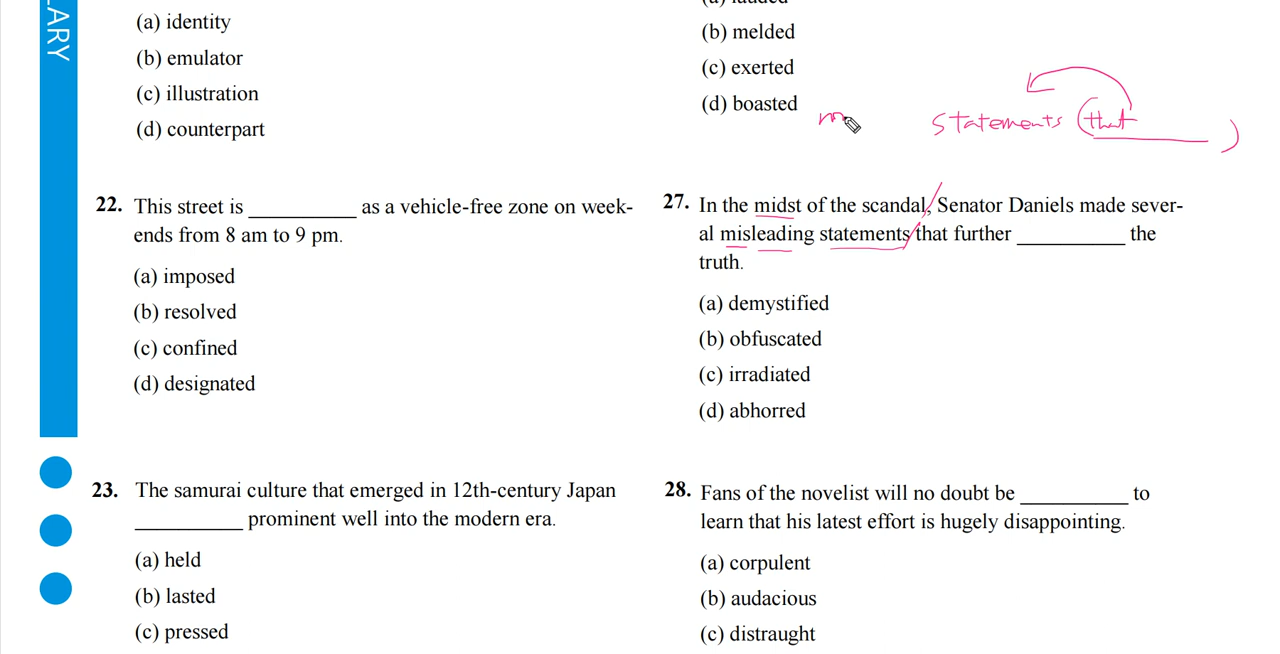 LARY
(a) identity
(b) emulator
(c) illustration
(d) counterpart
22. This street is __________ as a vehicle-free zone on week-
ends from 8 am to 9 pm.
(a) imposed
(b) resolved
(c) confined
(d) designated
23. The samurai culture that emerged in 12th-century Japan
__________ prominent well into the modern era.
(a) held
(b) lasted
(c) pressed
(b) melded
(c) exerted
(d) boasted
statements (that ______)
27. In the midst of the scandal, Senator Daniels made sever-
al misleading statements that further __________ the
truth.
(a) demystified
(b) obfuscated
(c) irradiated
(d) abhorred
28. Fans of the novelist will no doubt be __________ to
learn that his latest effort is hugely disappointing.
(a) corpulent
(b) audacious
(c) distraught